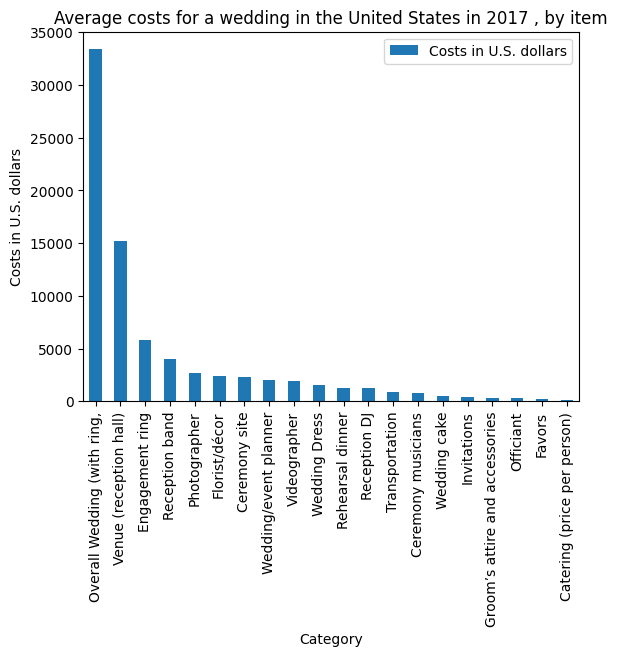 Average costs for a wedding in the United States in 2017 , by item
Costs in U.S. dollars
35000
30000
25000
20000
15000
10000
5000
0
Costs in U.S. dollars
Overall Wedding (with ring,
Venue (reception hall)
Engagement ring
Reception band
Photographer
Florist/décor
Ceremony site
Wedding/event planner
Videographer
Wedding Dress
Rehearsal dinner
Reception DJ
Transportation
Ceremony musicians
Wedding cake
Invitations
Groom’s attire and accessories
Officiant
Favors
Catering (price per person)
Category